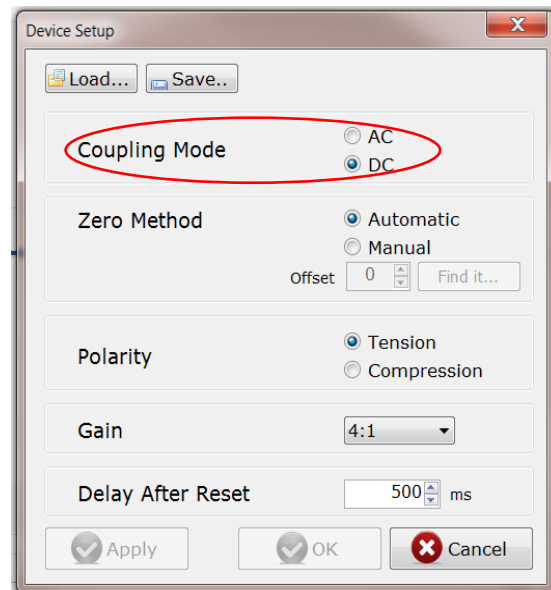 Device Setup
X
Load... Save..
Coupling Mode
AC
DC
Zero Method
Automatic
Manual
Offset 0 Find it...
Polarity
Tension
Compression
Gain 4:1
Delay After Reset 500 ms
Apply OK Cancel